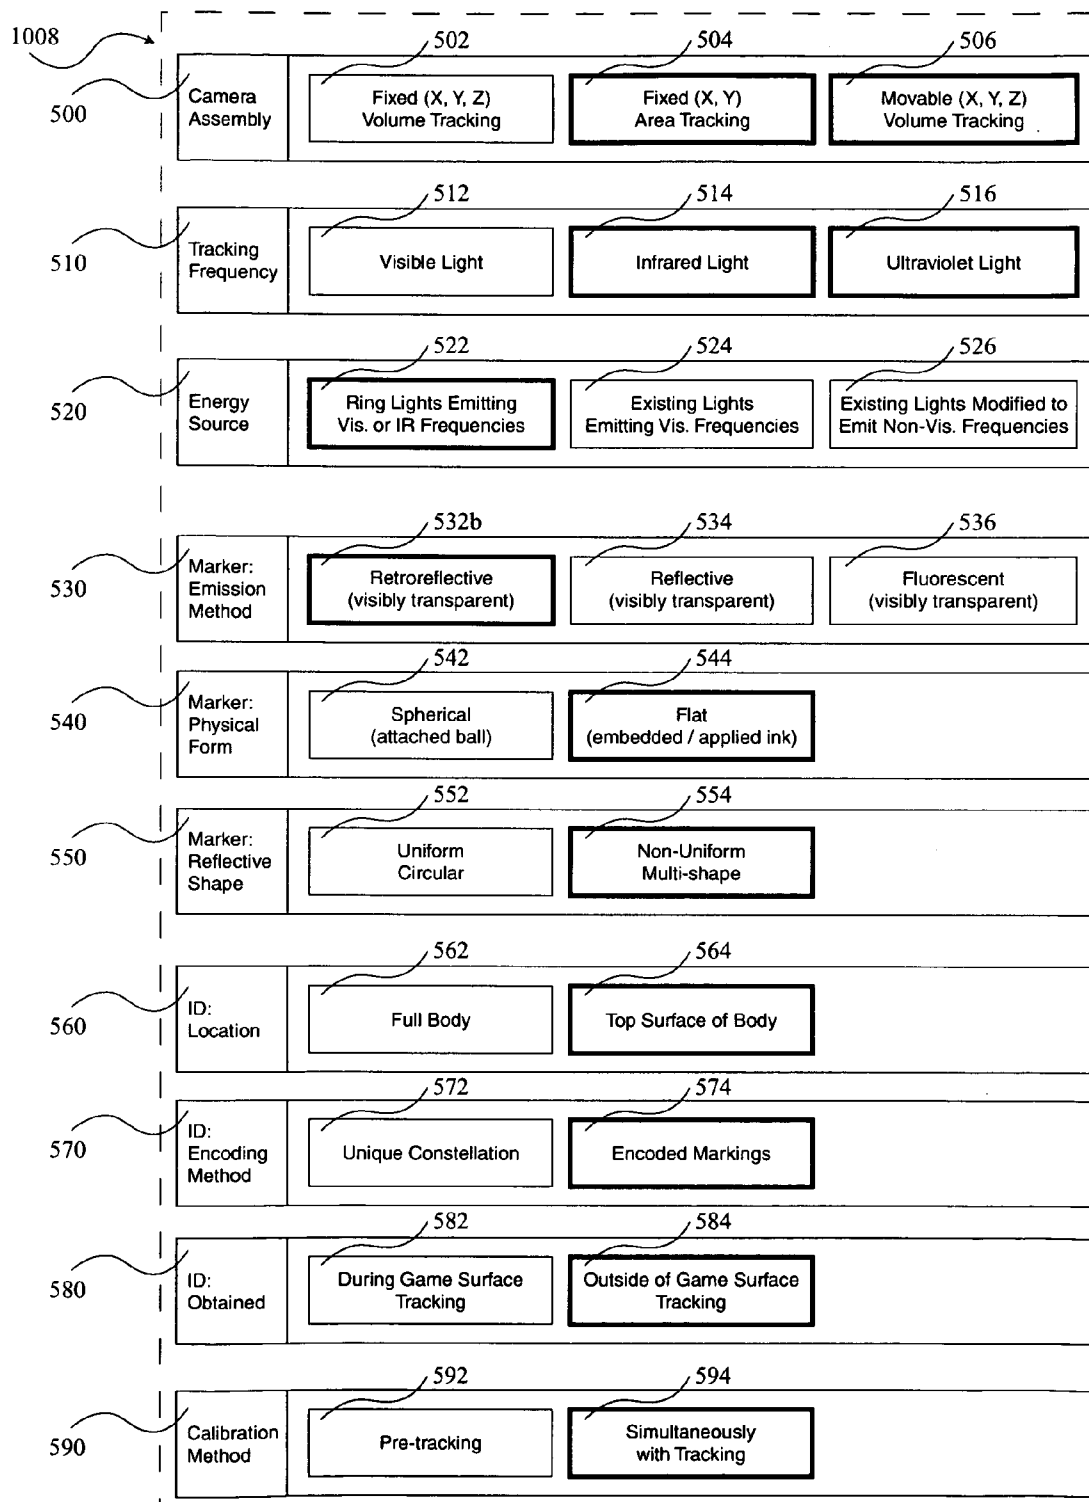 1008
502
504
506
500
Camera
Assembly
Fixed (X, Y, Z)
Volume Tracking
Fixed (X, Y)
Area Tracking
Movable (X, Y, Z)
Volume Tracking
512
514
516
510
Tracking
Frequency
Visible Light
Infrared Light
Ultraviolet Light
522
524
526
520
Energy
Source
Ring Lights Emitting
Vis. or IR Frequencies
Existing Lights
Emitting Vis. Frequencies
Existing Lights Modified to
Emit Non-Vis. Frequencies
532b
534
536
530
Marker:
Emission
Method
Retroreflective
(visibly transparent)
Reflective
(visibly transparent)
Fluorescent
(visibly transparent)
542
544
540
Marker:
Physical
Form
Spherical
(attached ball)
Flat
(embedded / applied ink)
552
554
550
Marker:
Reflective
Shape
Uniform
Circular
Non-Uniform
Multi-shape
562
564
560
ID:
Location
Full Body
Top Surface of Body
572
574
570
ID:
Encoding
Method
Unique Constellation
Encoded Markings
582
584
580
ID:
Obtained
During Game Surface
Tracking
Outside of Game Surface
Tracking
592
594
590
Calibration
Method
Pre-tracking
Simultaneously
with Tracking